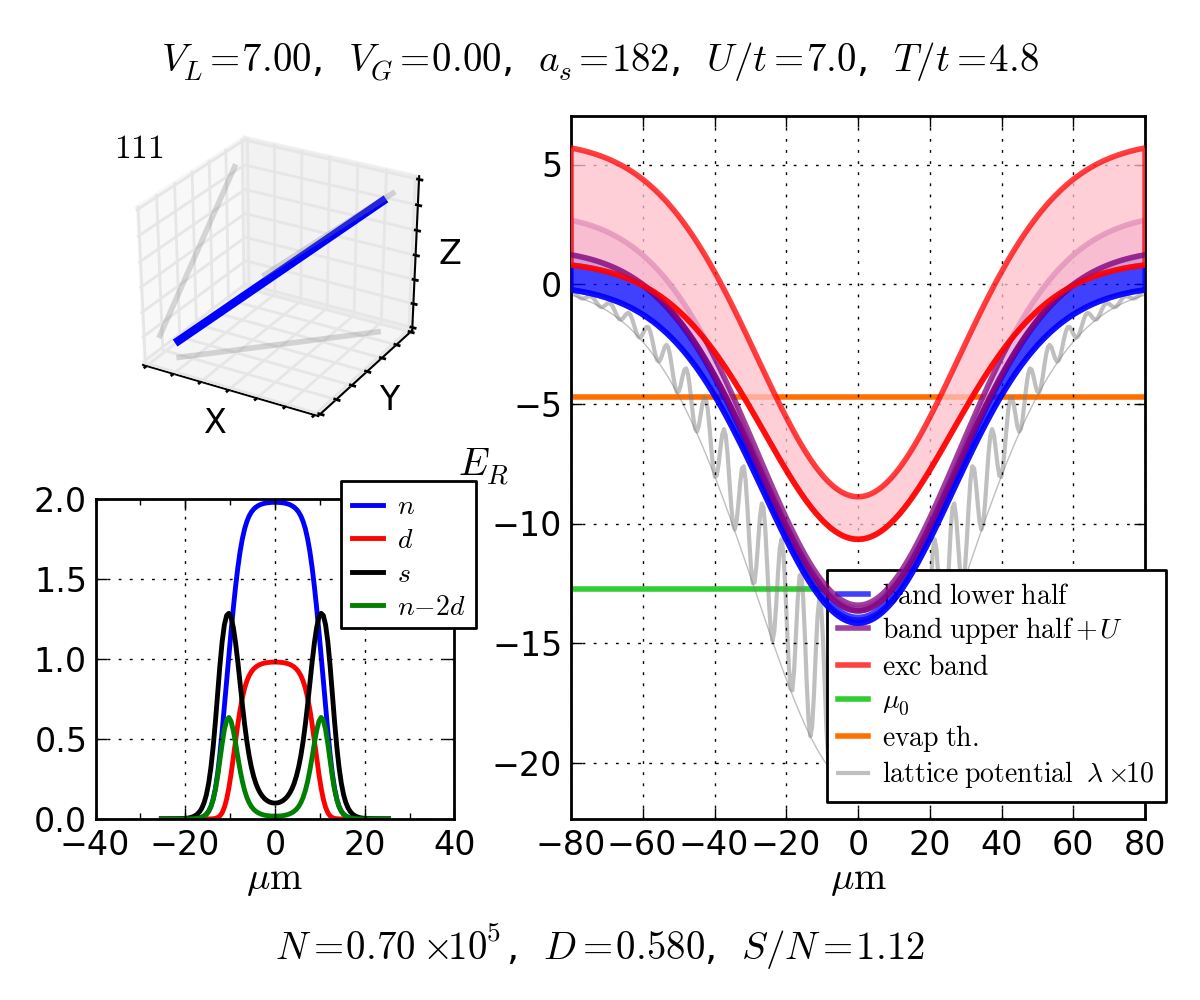 V_L=7.00, V_G=0.00, a_s=182, U/t=7.0, T/t=4.8
111
Z
Y
X
E_R
2.0
1.5
1.0
0.5
0.0
−40 −20 0 20 40
μm
n
d
s
n−2d
5
0
−5
−10
−15
−20
−80 −60 −40 −20 0 20 40 60 80
μm
band lower half
band upper half+U
exc band
μ_0
evap th.
lattice potential λ×10
N=0.70×10^5, D=0.580, S/N=1.12